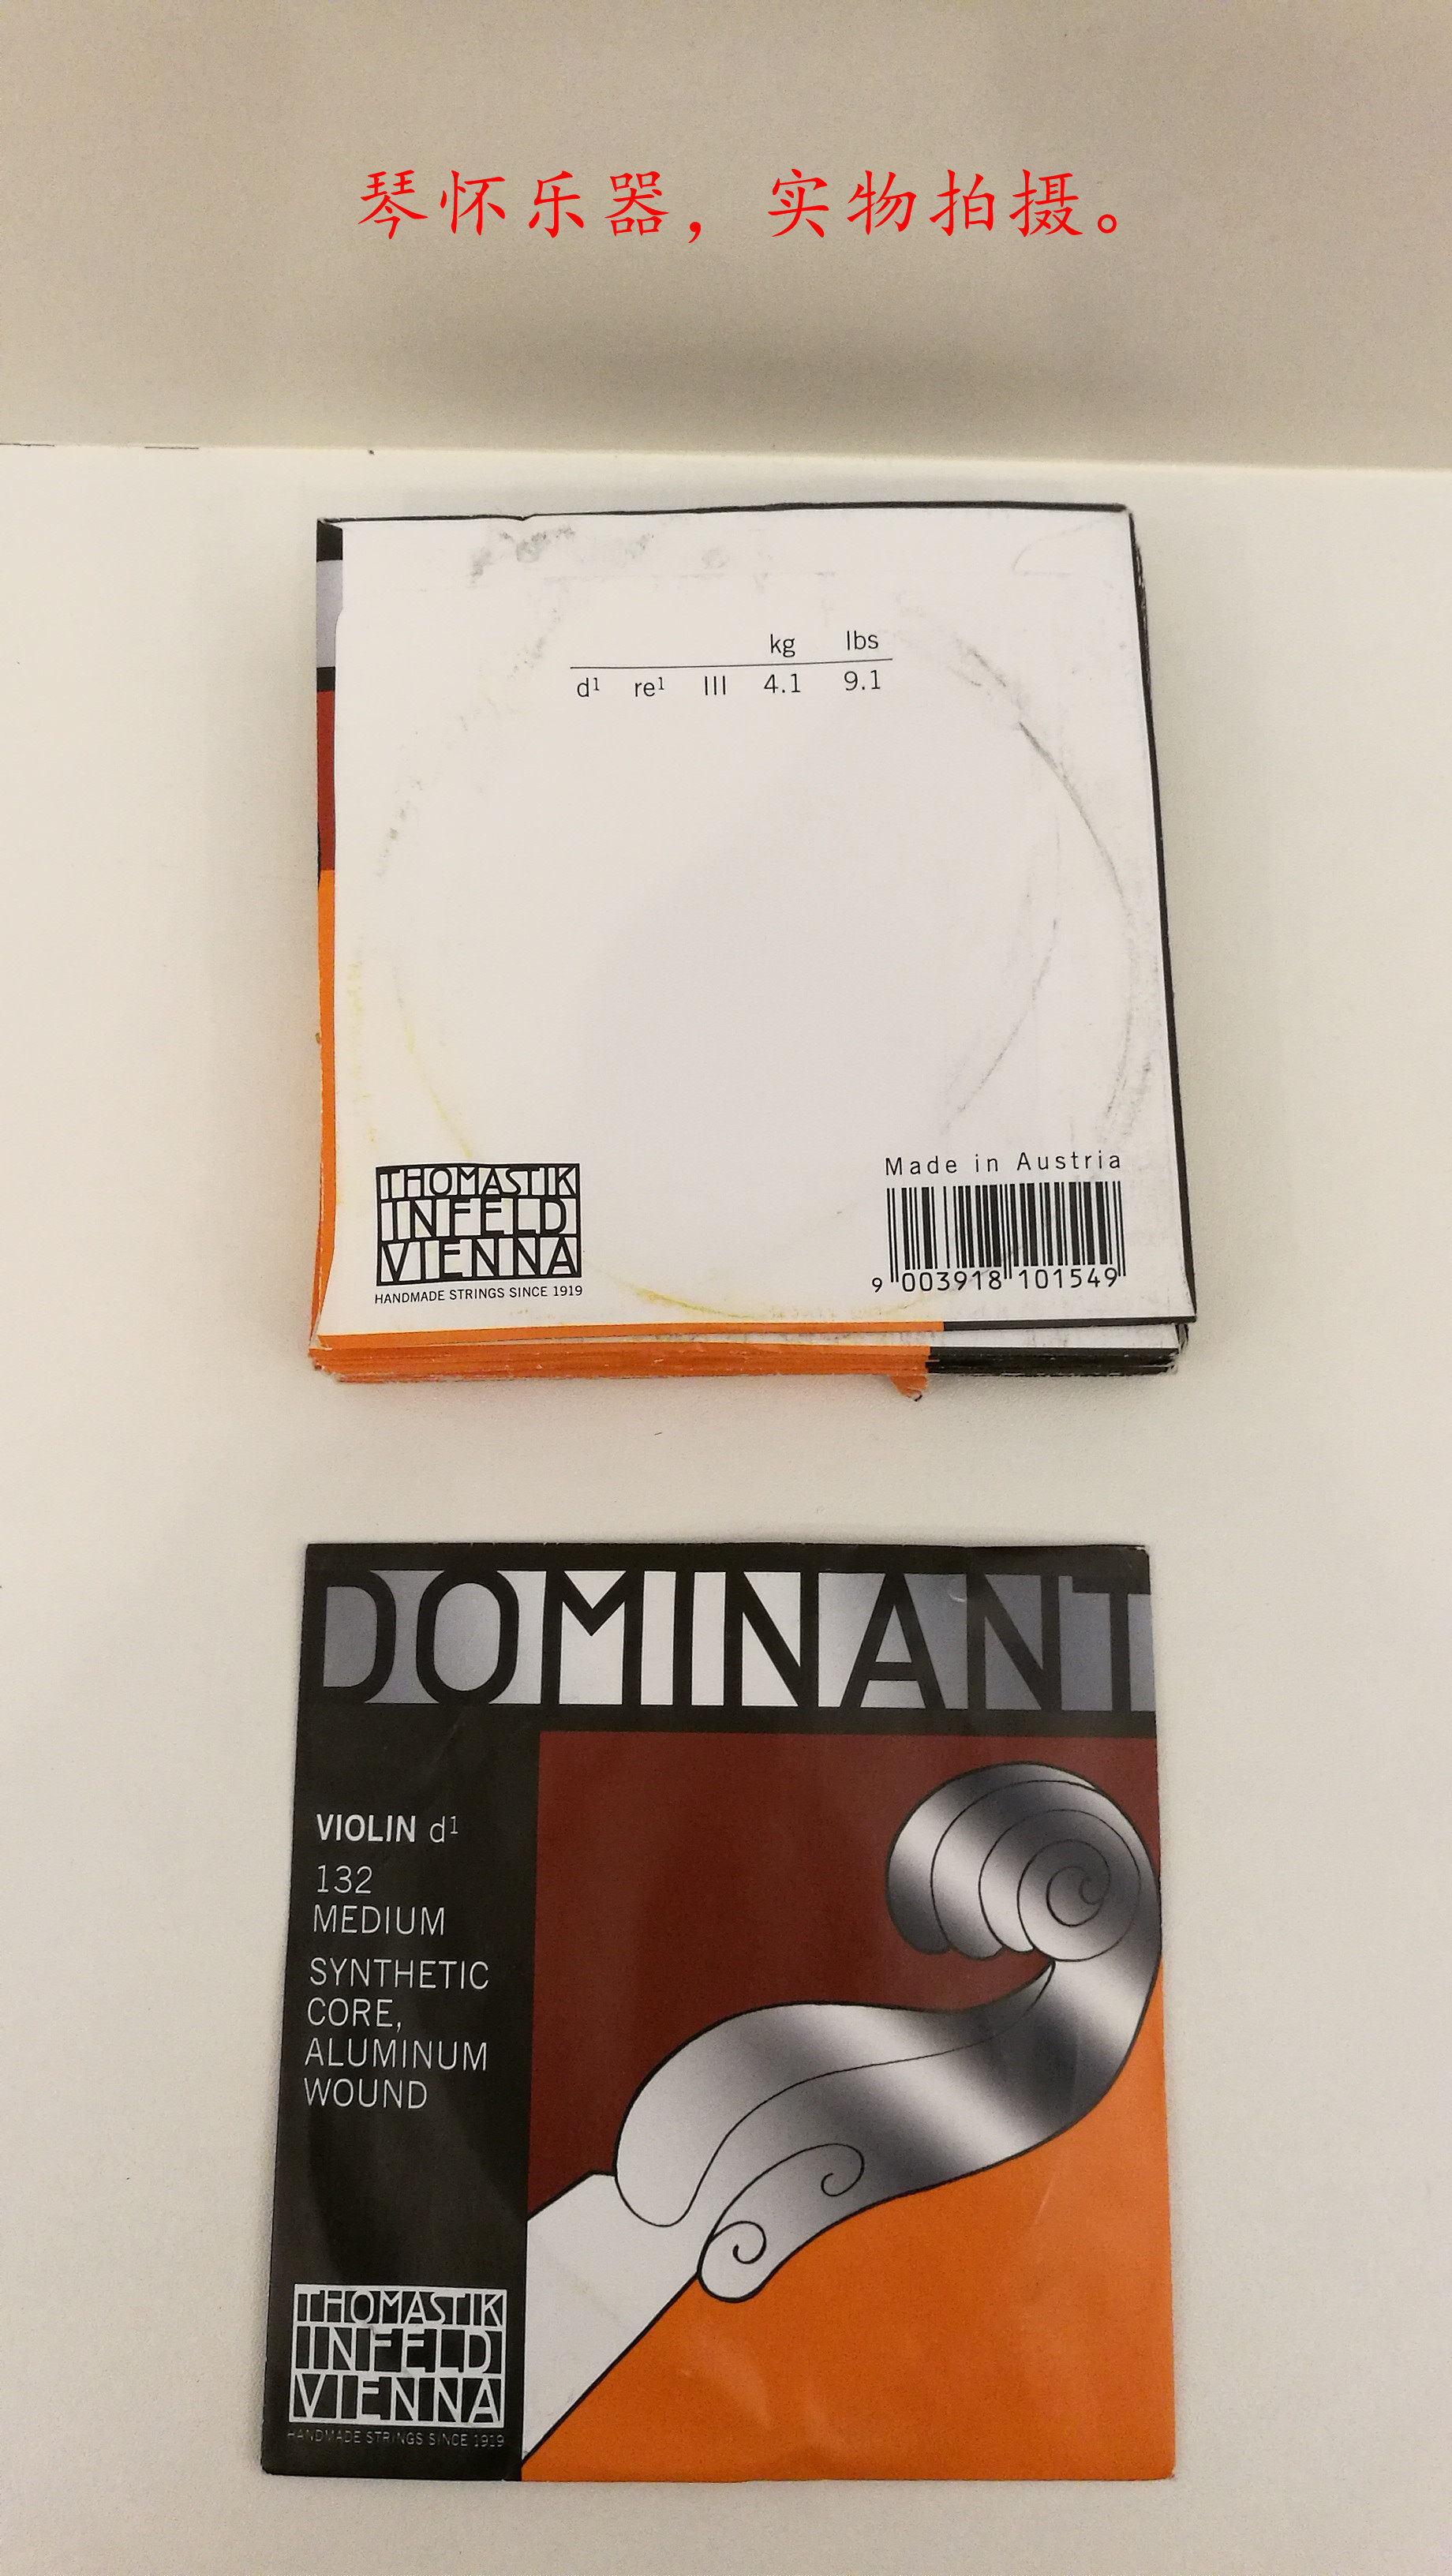 琴怀乐器，实物拍摄。
kg lbs
d¹ re¹ III 4.1 9.1
THOMASTIK
INFELD
VIENNA
HANDMADE STRINGS SINCE 1919
Made in Austria
9 003918 101549
DOMINANT
VIOLIN d¹
132
MEDIUM
SYNTHETIC
CORE,
ALUMINUM
WOUND
THOMASTIK
INFELD
VIENNA
HANDMADE STRINGS SINCE 1919